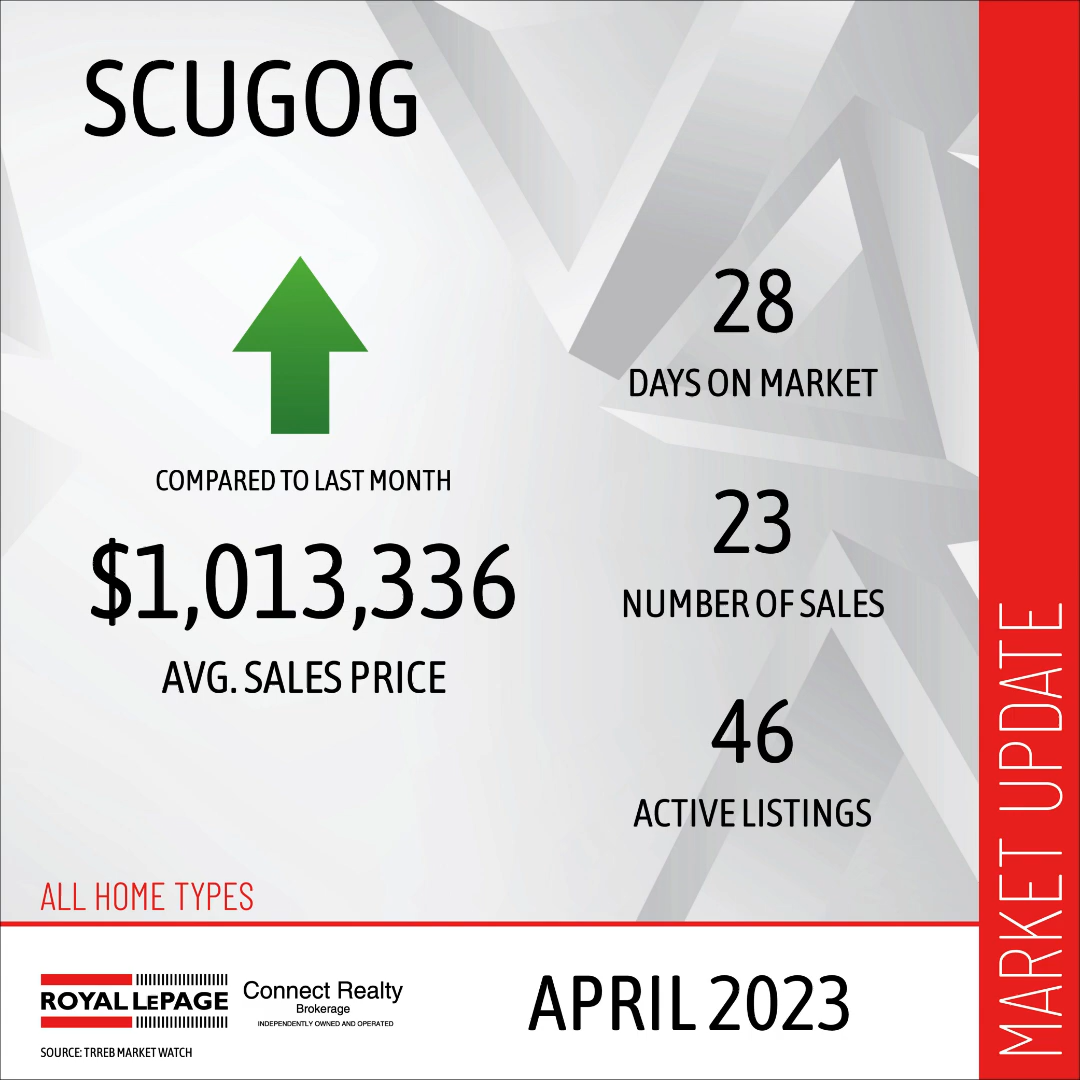 SCUGOG
COMPARED TO LAST MONTH
$1,013,336
AVG. SALES PRICE
28
DAYS ON MARKET
23
NUMBER OF SALES
46
ACTIVE LISTINGS
ALL HOME TYPES
MARKET UPDATE
ROYAL LEPAGE
Connect Realty
Brokerage
INDEPENDENTLY OWNED AND OPERATED
SOURCE: TRREB MARKET WATCH
APRIL 2023